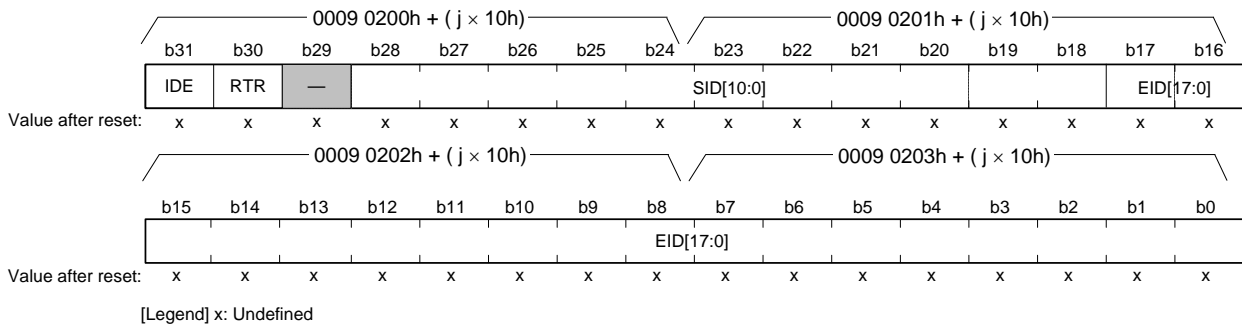 0009 0200h + ( j × 10h) 0009 0201h + ( j × 10h)
b31 b30 b29 b28 b27 b26 b25 b24 b23 b22 b21 b20 b19 b18 b17 b16
IDE RTR — SID[10:0] EID[17:0]
Value after reset: x x x x x x x x x x x x x x x x
0009 0202h + ( j × 10h) 0009 0203h + ( j × 10h)
b15 b14 b13 b12 b11 b10 b9 b8 b7 b6 b5 b4 b3 b2 b1 b0
EID[17:0]
Value after reset: x x x x x x x x x x x x x x x x
[Legend] x: Undefined